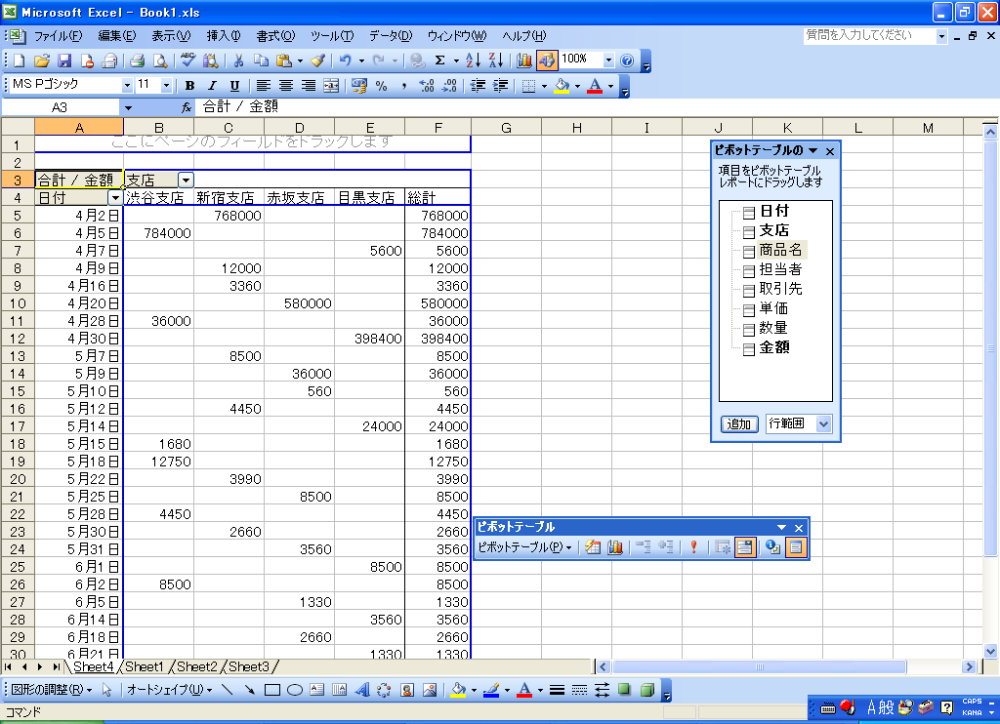 Microsoft Excel - Book1.xls
ファイル(F) 編集(E) 表示(V) 挿入(I) 書式(O) ツール(T) データ(D) ウィンドウ(W) ヘルプ(H) 質問を入力してください
100%
MS Pゴシック 11 B I U
A3 fx 合計 / 金額
A B C D E F G H I J K L M
1 ここにページのフィールドをドラッグします
2
3 合計 / 金額 支店
4 日付 渋谷支店 新宿支店 赤坂支店 目黒支店 総計
5 4月2日 768000 768000
6 4月5日 784000 784000
7 4月7日 5600 5600
8 4月9日 12000 12000
9 4月16日 3360 3360
10 4月20日 580000 580000
11 4月28日 36000 36000
12 4月30日 398400 398400
13 5月7日 8500 8500
14 5月9日 36000 36000
15 5月10日 560 560
16 5月12日 4450 4450
17 5月14日 24000 24000
18 5月15日 1680 1680
19 5月18日 12750 12750
20 5月22日 3990 3990
21 5月25日 8500 8500
22 5月28日 4450 4450
23 5月30日 2660 2660
24 5月31日 3560 3560
25 6月1日 8500 8500
26 6月2日 8500 8500
27 6月5日 1330 1330
28 6月14日 3560 3560
29 6月18日 2660 2660
30 6月21日 1330 1330
ピボットテーブルの
項目をピボットテーブル
レポートにドラッグします
日付
支店
商品名
担当者
取引先
単価
数量
金額
追加 行範囲
ピボットテーブル
ピボットテーブル(P)
Sheet4 Sheet1 Sheet2 Sheet3
図形の調整(R) オートシェイプ(U)
コマンド
A 般 CAPS
KANA